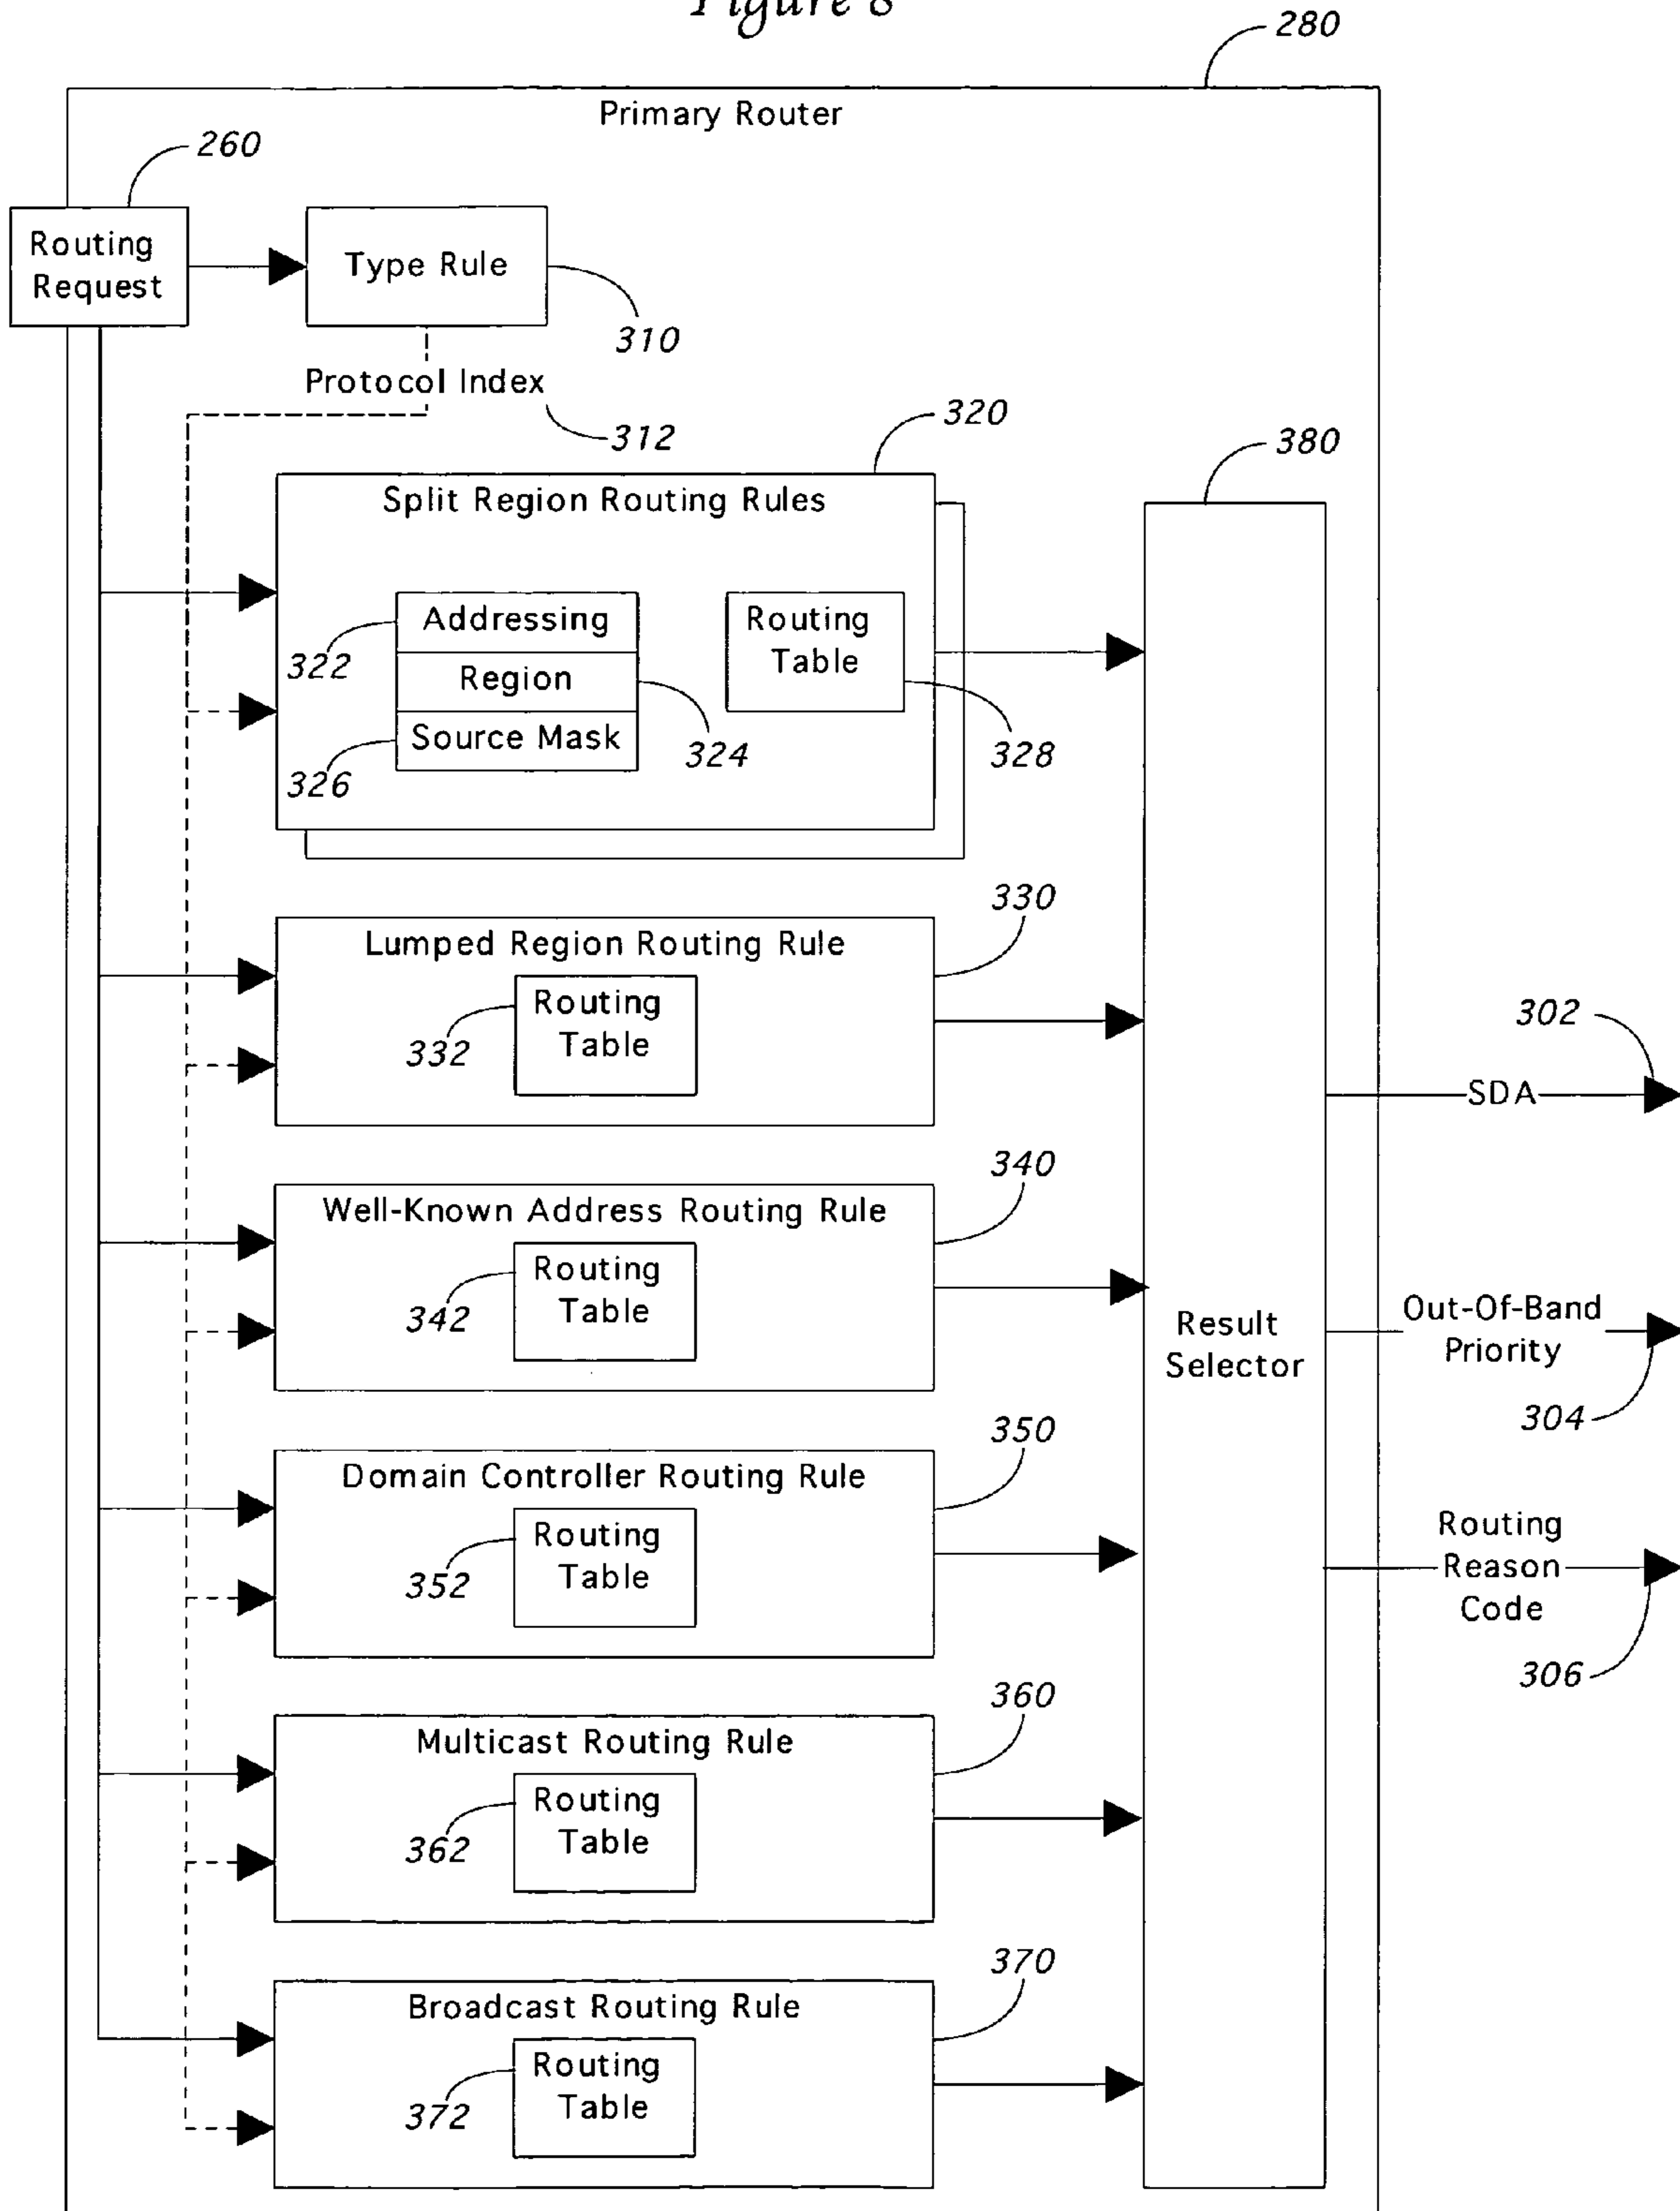 Figure 8
280
Primary Router
260
Routing
Request
Type Rule
310
Protocol Index
312
320
380
Split Region Routing Rules
Addressing
322
Region
324
Source Mask
326
Routing
Table
328
330
Lumped Region Routing Rule
Routing
Table
332
302
SDA
340
Well-Known Address Routing Rule
Routing
Table
342
Result
Selector
Out-Of-Band
Priority
304
350
Domain Controller Routing Rule
Routing
Table
352
Routing
Reason
Code
306
360
Multicast Routing Rule
Routing
Table
362
370
Broadcast Routing Rule
Routing
Table
372